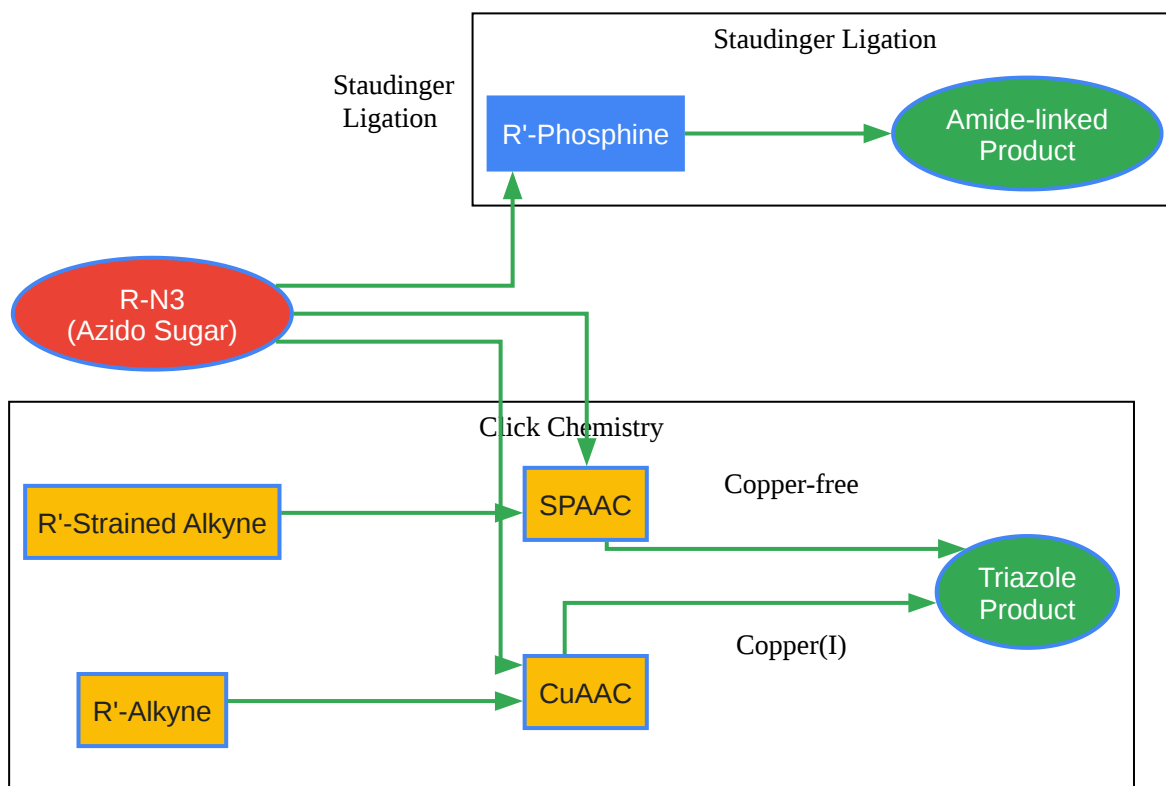 Staudinger Ligation
Staudinger
Ligation
R'-Phosphine
Amide-linked
Product
R-N3
(Azido Sugar)
Click Chemistry
R'-Strained Alkyne
SPAAC
Copper-free
Triazole
Product
Copper(I)
R'-Alkyne
CuAAC